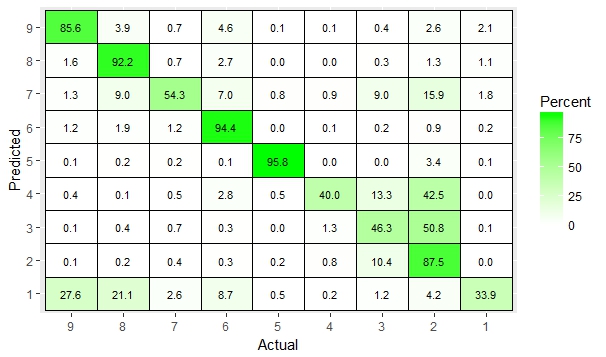 9 85.6 3.9 0.7 4.6 0.1 0.1 0.4 2.6 2.1
8 1.6 92.2 0.7 2.7 0.0 0.0 0.3 1.3 1.1
7 1.3 9.0 54.3 7.0 0.8 0.9 9.0 15.9 1.8
6 1.2 1.9 1.2 94.4 0.0 0.1 0.2 0.9 0.2
5 0.1 0.2 0.2 0.1 95.8 0.0 0.0 3.4 0.1
4 0.4 0.1 0.5 2.8 0.5 40.0 13.3 42.5 0.0
3 0.1 0.4 0.7 0.3 0.0 1.3 46.3 50.8 0.1
2 0.1 0.2 0.4 0.3 0.2 0.8 10.4 87.5 0.0
1 27.6 21.1 2.6 8.7 0.5 0.2 1.2 4.2 33.9
9 8 7 6 5 4 3 2 1
Actual
Predicted
Percent
75
50
25
0